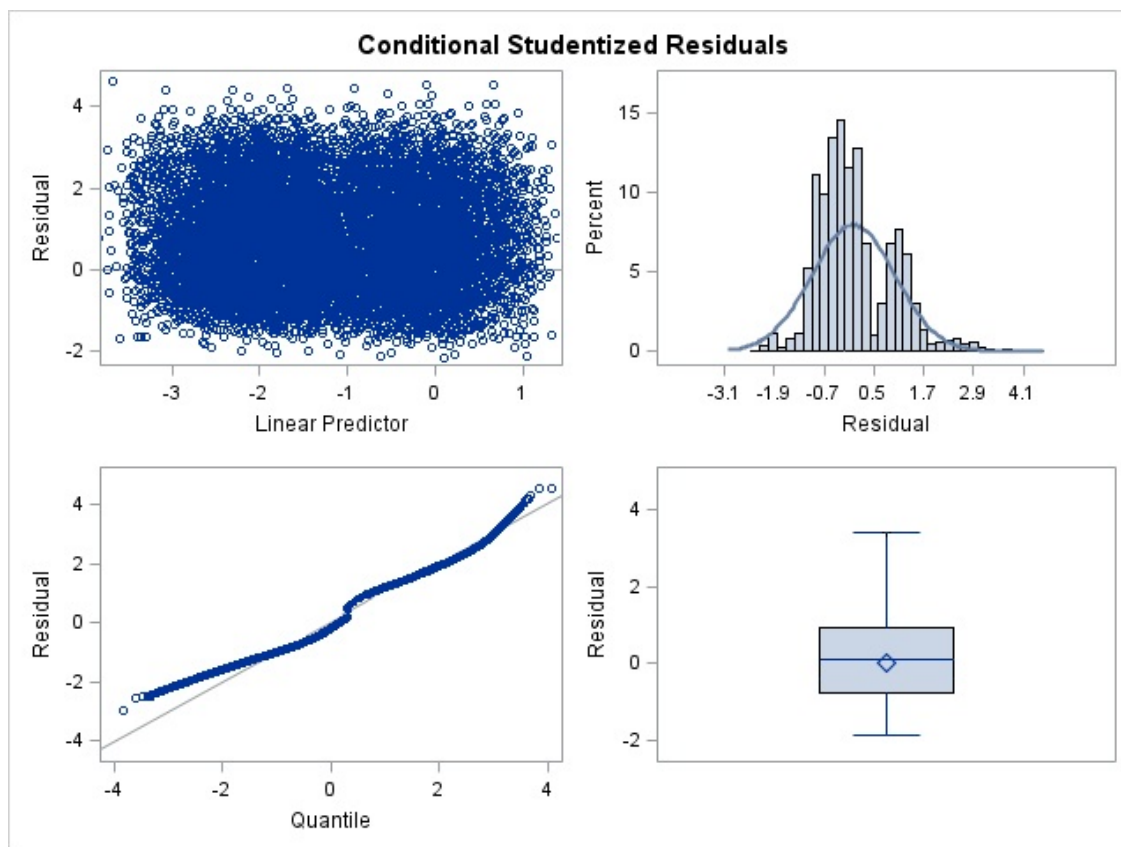 Conditional Studentized Residuals
4
2
0
-2
Residual
-3 -2 -1 0 1
Linear Predictor
15
10
5
0
Percent
-3.1 -1.9 -0.7 0.5 1.7 2.9 4.1
Residual
4
2
0
-2
-4
Residual
-4 -2 0 2 4
Quantile
4
2
0
-2
Residual